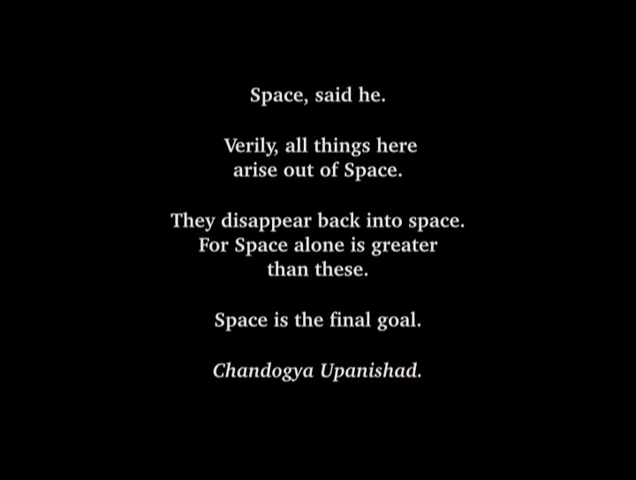 Space, said he.
Verily, all things here
arise out of Space.
They disappear back into space.
For Space alone is greater
than these.
Space is the final goal.
Chandogya Upanishad.